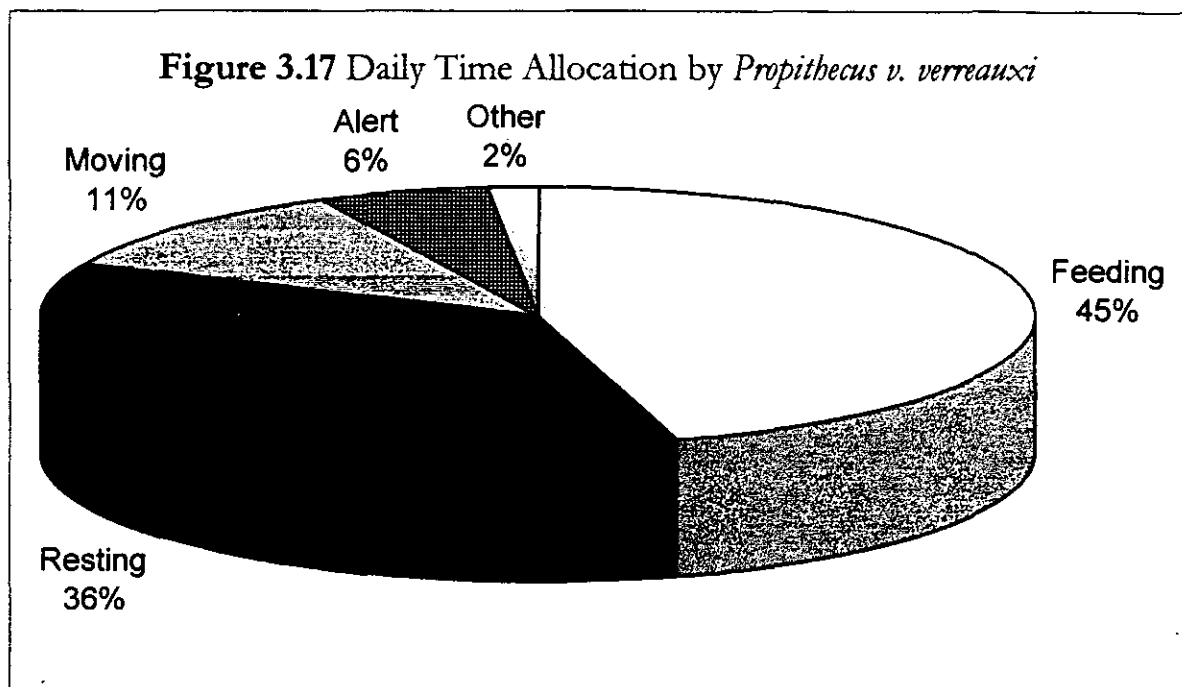 Figure 3.17 Daily Time Allocation by Propithecus v. verreauxi
Alert
6%
Other
2%
Moving
11%
Feeding
45%
Resting
36%